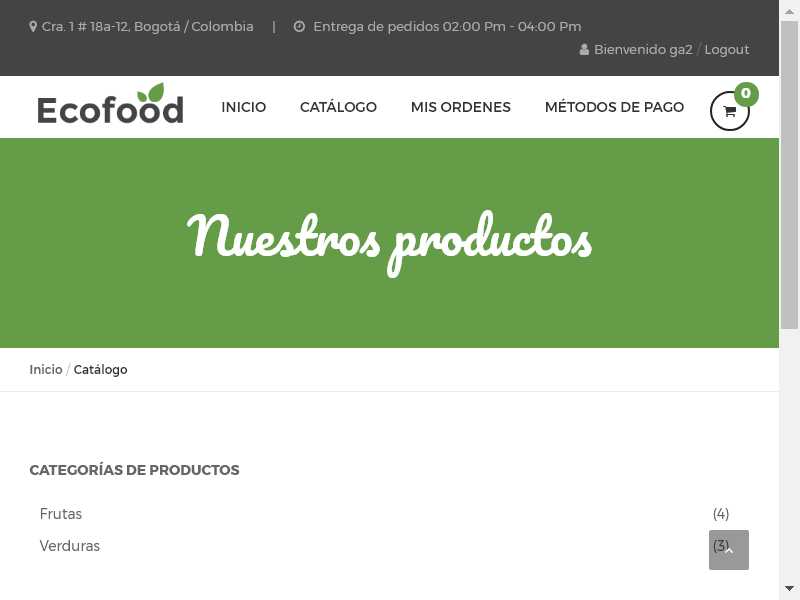 Cra. 1 # 18a-12, Bogotá / Colombia | Entrega de pedidos 02:00 Pm - 04:00 Pm
Bienvenido ga2 / Logout
Ecofood INICIO CATÁLOGO MIS ORDENES MÉTODOS DE PAGO 0
Nuestros productos
Inicio / Catálogo
CATEGORÍAS DE PRODUCTOS
Frutas (4)
Verduras (3)